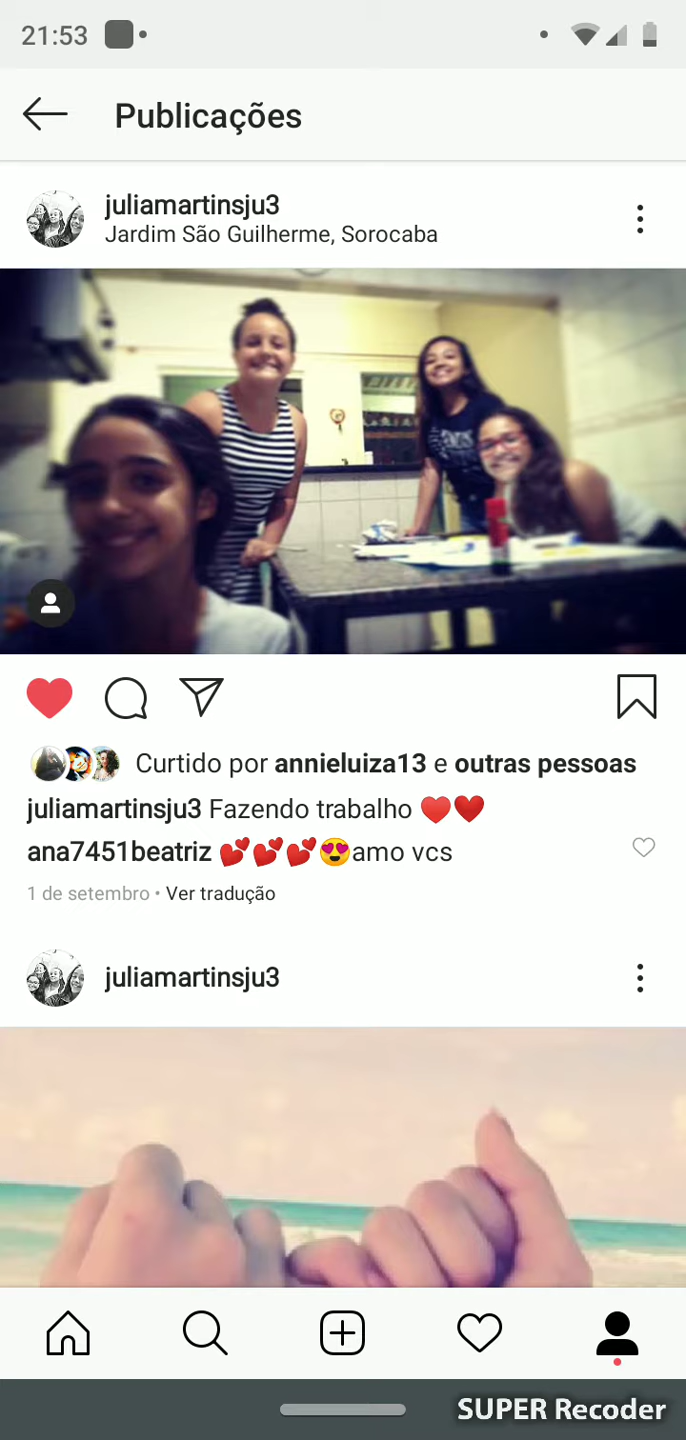 21:53
Publicações
juliamartinsju3
Jardim São Guilherme, Sorocaba
Curtido por annieluiza13 e outras pessoas
juliamartinsju3 Fazendo trabalho ❤️❤️
ana7451beatriz 💕💕💕😍amo vcs
1 de setembro • Ver tradução
juliamartinsju3
SUPER Recoder